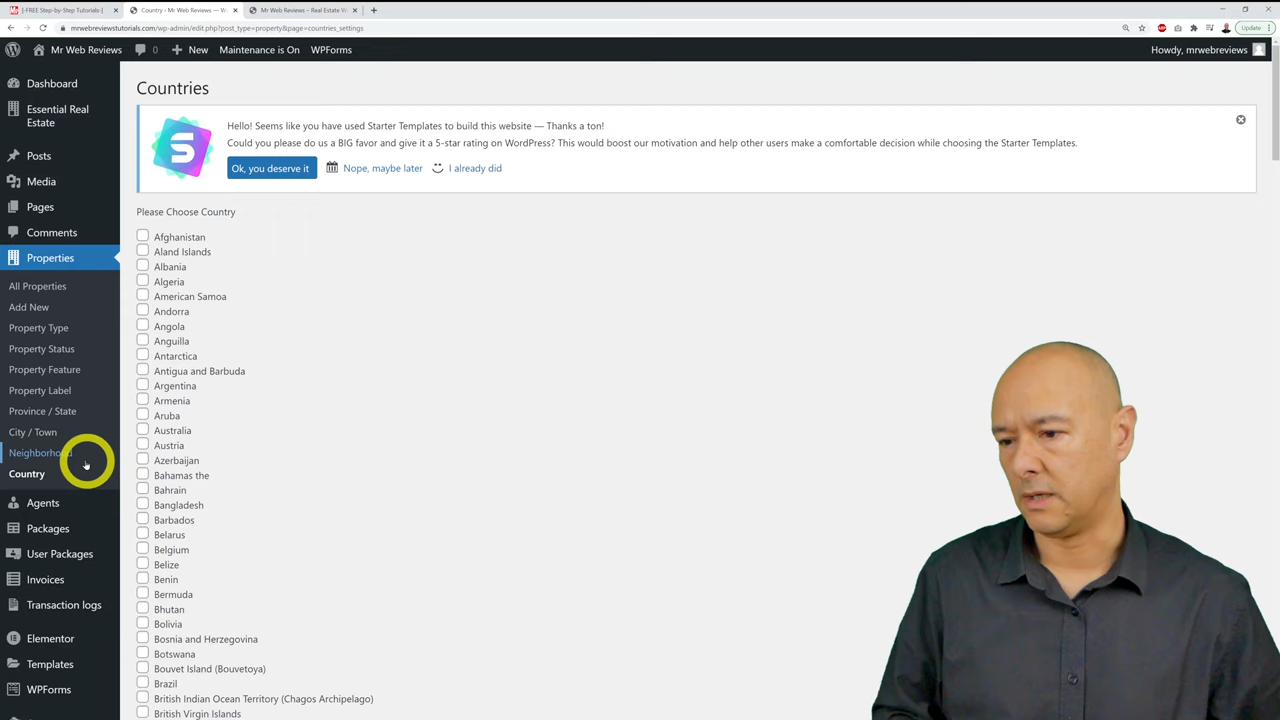 [-FREE Step-by-Step Tutorials
Country ‹ Mr Web Reviews — W
Mr Web Reviews – Real Estate W
mrwebreviewstutorials.com/wp-admin/edit.php?post_type=property&page=countries_settings
Update
Mr Web Reviews
0
New
Maintenance is On
WPForms
Howdy, mrwebreviews
Dashboard
Essential Real
Estate
Posts
Media
Pages
Comments
Properties
All Properties
Add New
Property Type
Property Status
Property Feature
Property Label
Province / State
City / Town
Neighborhood
Country
Agents
Packages
User Packages
Invoices
Transaction logs
Elementor
Templates
WPForms
Countries
Hello! Seems like you have used Starter Templates to build this website — Thanks a ton!
Could you please do us a BIG favor and give it a 5-star rating on WordPress? This would boost our motivation and help other users make a comfortable decision while choosing the Starter Templates.
Ok, you deserve it
Nope, maybe later
I already did
Please Choose Country
Afghanistan
Aland Islands
Albania
Algeria
American Samoa
Andorra
Angola
Anguilla
Antarctica
Antigua and Barbuda
Argentina
Armenia
Aruba
Australia
Austria
Azerbaijan
Bahamas the
Bahrain
Bangladesh
Barbados
Belarus
Belgium
Belize
Benin
Bermuda
Bhutan
Bolivia
Bosnia and Herzegovina
Botswana
Bouvet Island (Bouvetoya)
Brazil
British Indian Ocean Territory (Chagos Archipelago)
British Virgin Islands